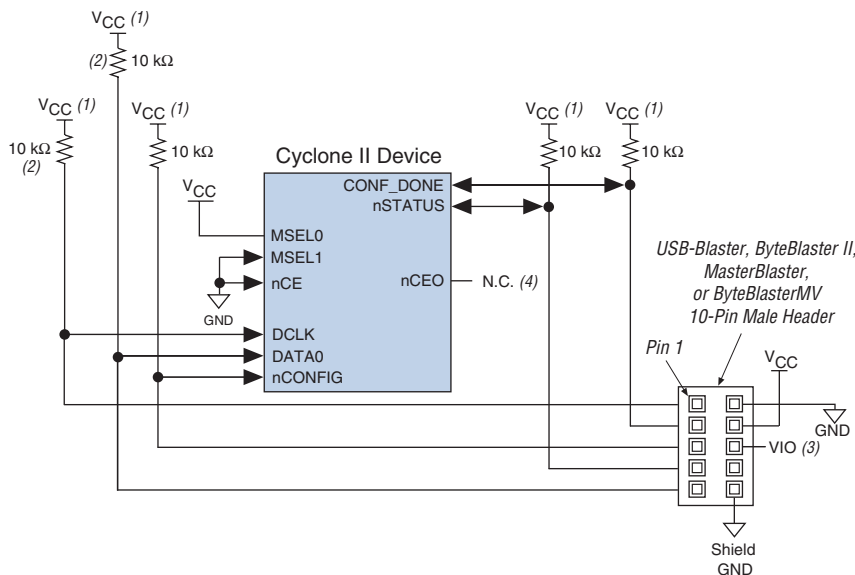 VCC (1)
(2) 10 kΩ
VCC (1)
10 kΩ
(2)
VCC (1)
10 kΩ
VCC (1)
10 kΩ
VCC (1)
10 kΩ
Cyclone II Device
VCC
CONF_DONE
nSTATUS
MSEL0
MSEL1
nCE
GND
nCEO
N.C. (4)
DCLK
DATA0
nCONFIG
USB-Blaster, ByteBlaster II,
MasterBlaster,
or ByteBlasterMV
10-Pin Male Header
Pin 1
VCC
GND
VIO (3)
Shield
GND